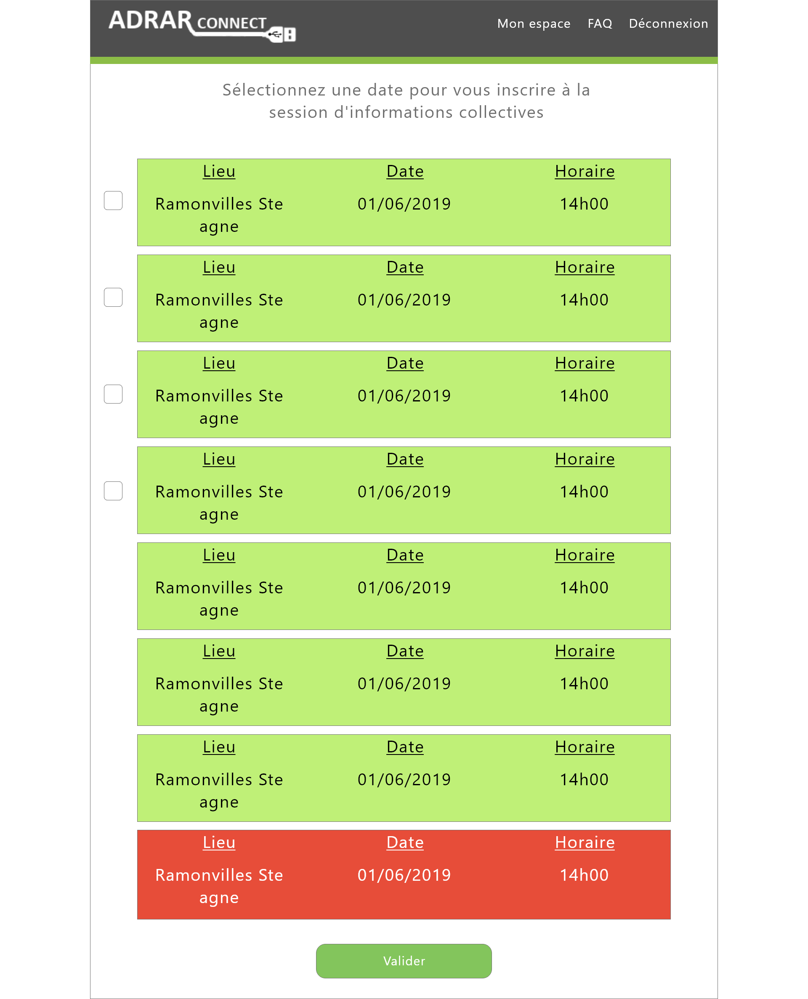 ADRAR CONNECT
Mon espace FAQ Déconnexion
Sélectionnez une date pour vous inscrire à la
session d'informations collectives
Lieu Date Horaire
Ramonvilles Ste 01/06/2019 14h00
agne
Lieu Date Horaire
Ramonvilles Ste 01/06/2019 14h00
agne
Lieu Date Horaire
Ramonvilles Ste 01/06/2019 14h00
agne
Lieu Date Horaire
Ramonvilles Ste 01/06/2019 14h00
agne
Lieu Date Horaire
Ramonvilles Ste 01/06/2019 14h00
agne
Lieu Date Horaire
Ramonvilles Ste 01/06/2019 14h00
agne
Lieu Date Horaire
Ramonvilles Ste 01/06/2019 14h00
agne
Lieu Date Horaire
Ramonvilles Ste 01/06/2019 14h00
agne
Valider